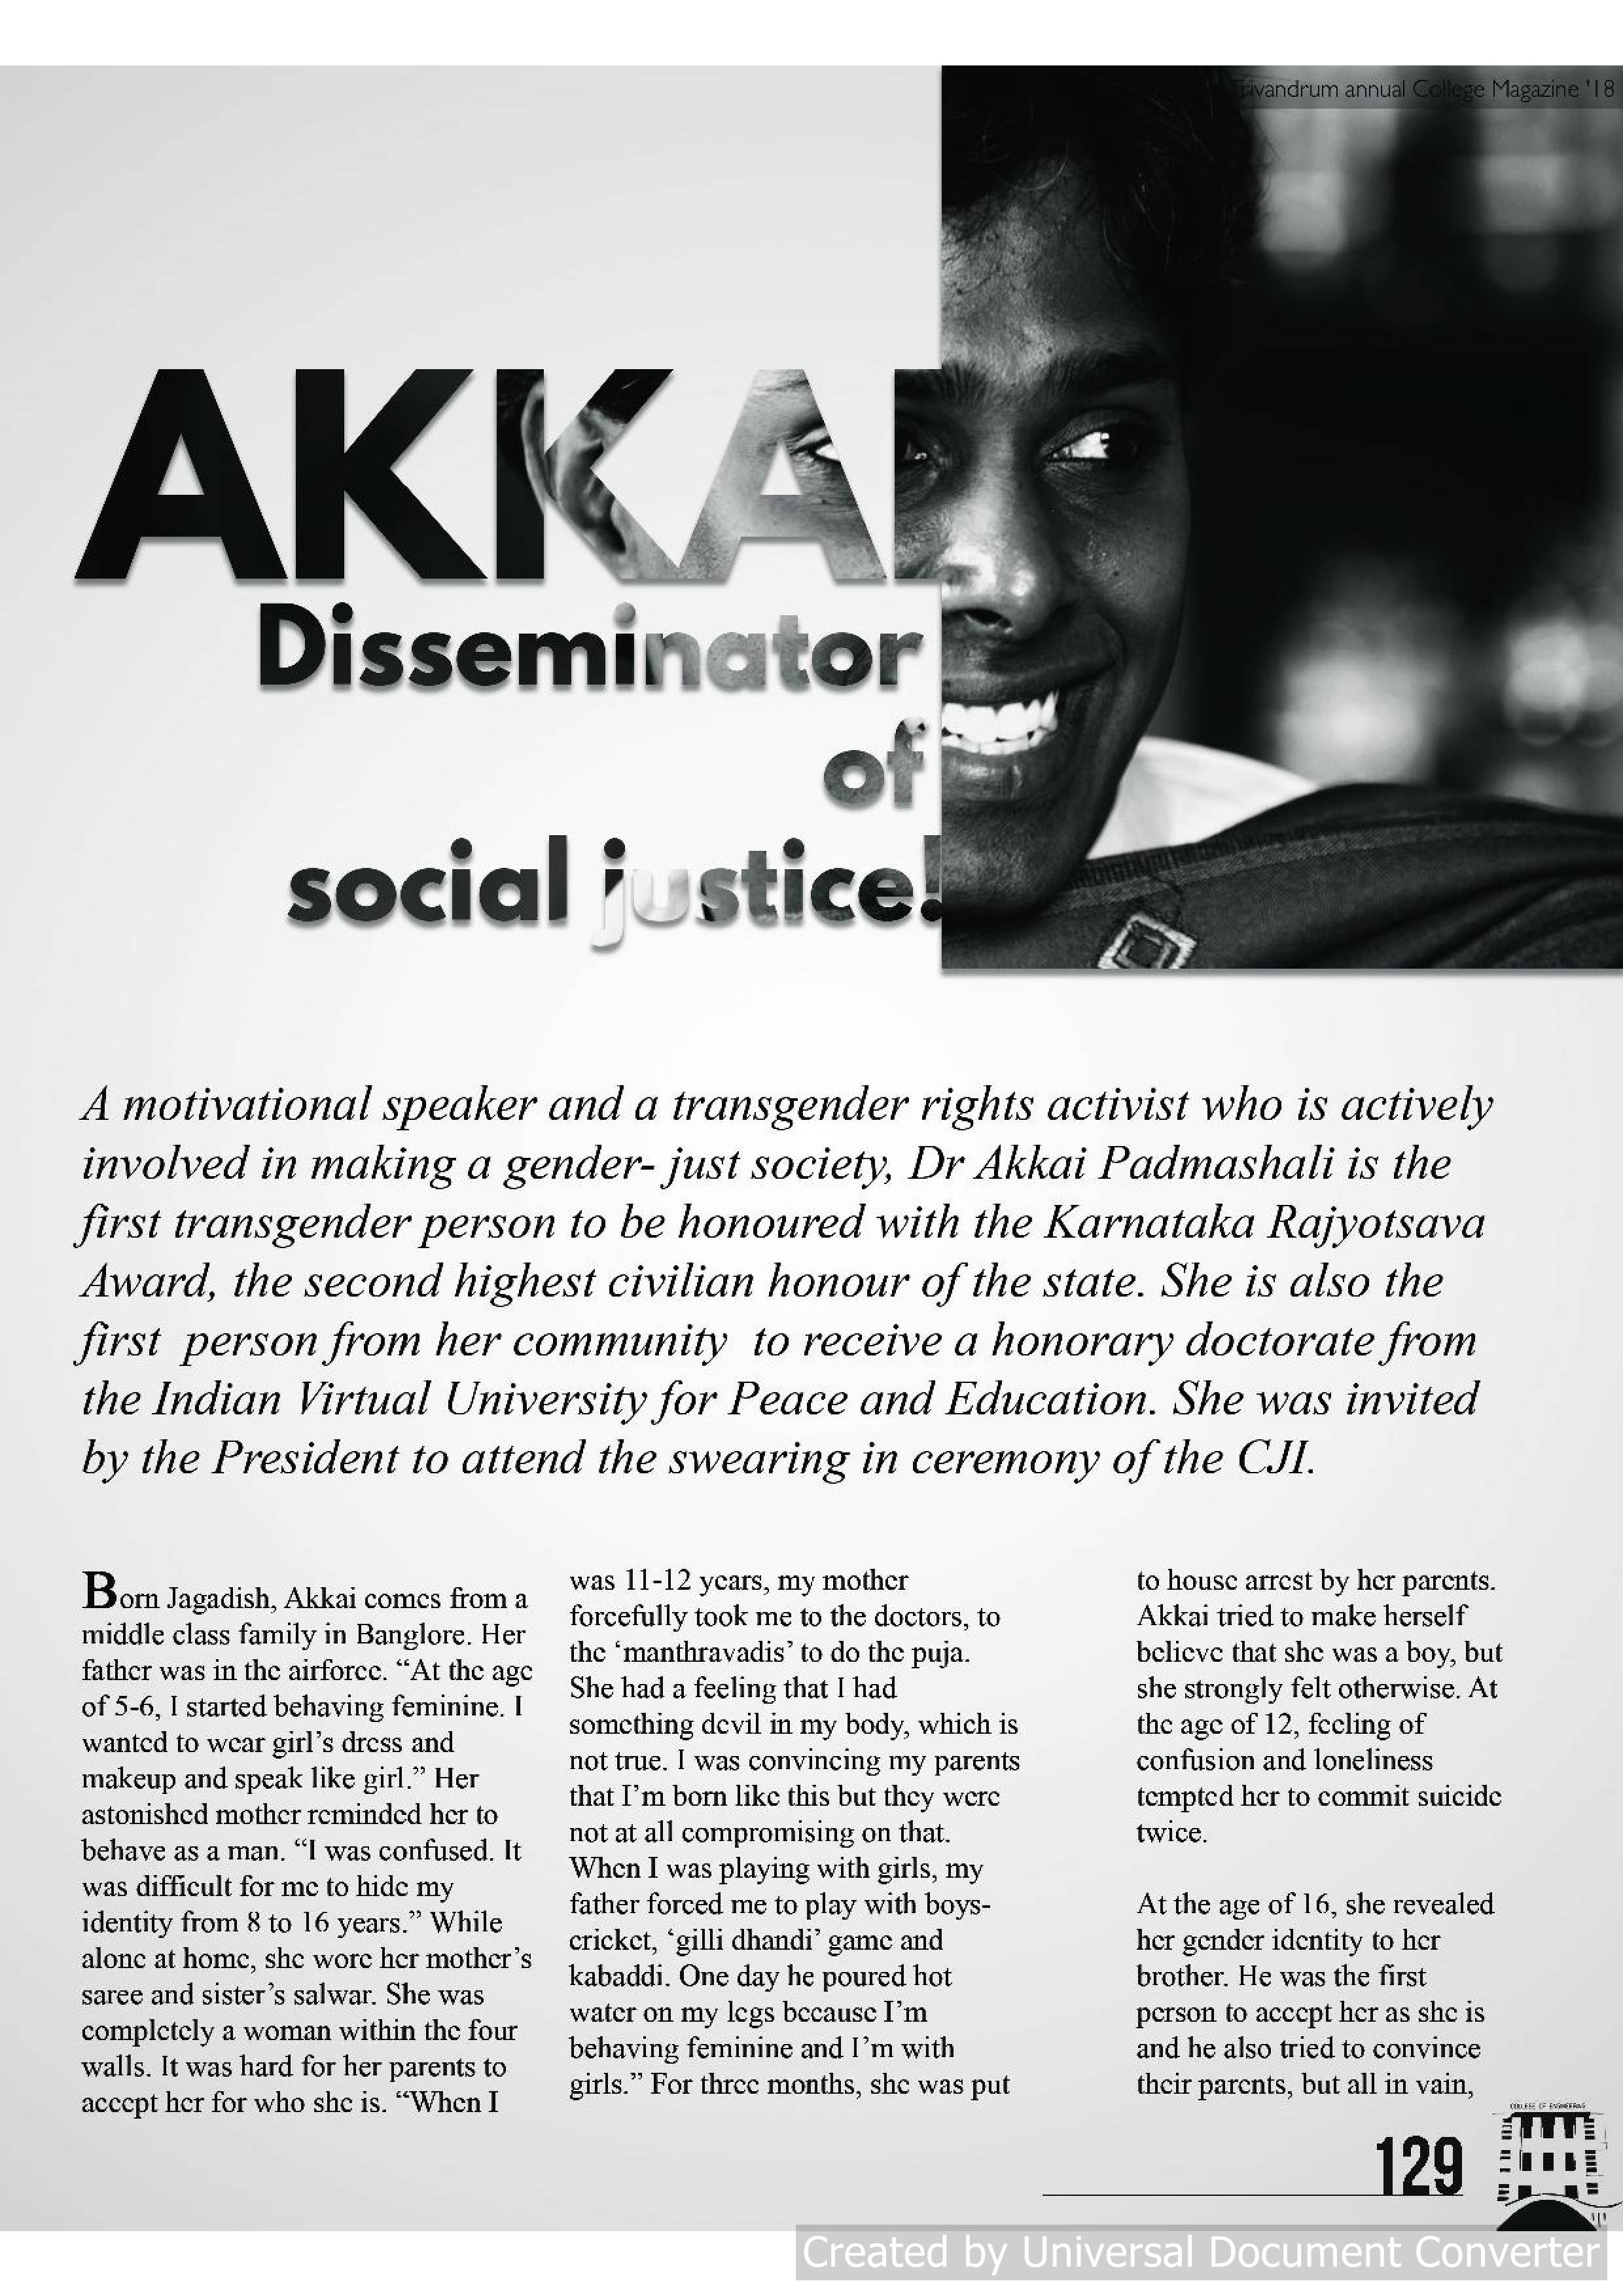 Trivandrum annual College Magazine '18
AKKAI
Disseminator
of
social justice!
A motivational speaker and a transgender rights activist who is actively
involved in making a gender- just society, Dr Akkai Padmashali is the
first transgender person to be honoured with the Karnataka Rajyotsava
Award, the second highest civilian honour of the state. She is also the
first person from her community to receive a honorary doctorate from
the Indian Virtual University for Peace and Education. She was invited
by the President to attend the swearing in ceremony of the CJI.
Born Jagadish, Akkai comes from a
middle class family in Banglore. Her
father was in the airforce. “At the age
of 5-6, I started behaving feminine. I
wanted to wear girl’s dress and
makeup and speak like girl.” Her
astonished mother reminded her to
behave as a man. “I was confused. It
was difficult for me to hide my
identity from 8 to 16 years.” While
alone at home, she wore her mother’s
saree and sister’s salwar. She was
completely a woman within the four
walls. It was hard for her parents to
accept her for who she is. “When I
was 11-12 years, my mother
forcefully took me to the doctors, to
the ‘manthravadis’ to do the puja.
She had a feeling that I had
something devil in my body, which is
not true. I was convincing my parents
that I’m born like this but they were
not at all compromising on that.
When I was playing with girls, my
father forced me to play with boys-
cricket, ‘gilli dhandi’ game and
kabaddi. One day he poured hot
water on my legs because I’m
behaving feminine and I’m with
girls.” For three months, she was put
to house arrest by her parents.
Akkai tried to make herself
believe that she was a boy, but
she strongly felt otherwise. At
the age of 12, feeling of
confusion and loneliness
tempted her to commit suicide
twice.
At the age of 16, she revealed
her gender identity to her
brother. He was the first
person to accept her as she is
and he also tried to convince
their parents, but all in vain,
COLLEGE OF ENGINEERING
129
Created by Universal Document Converter